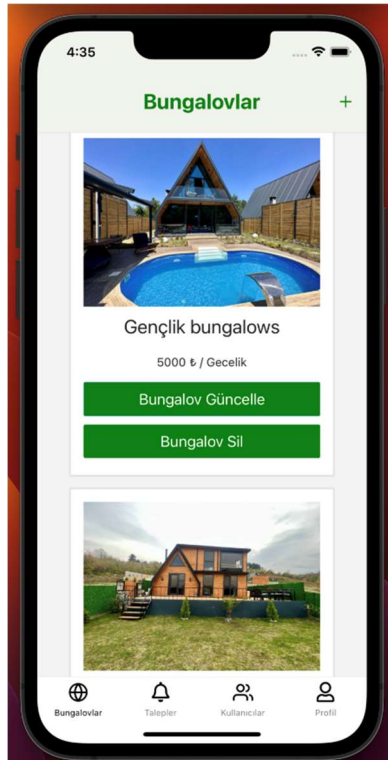 4:35
Bungalovlar +
Gençlik bungalows
5000 ₺ / Gecelik
Bungalov Güncelle
Bungalov Sil
Bungalovlar Talepler Kullanıcılar Profil